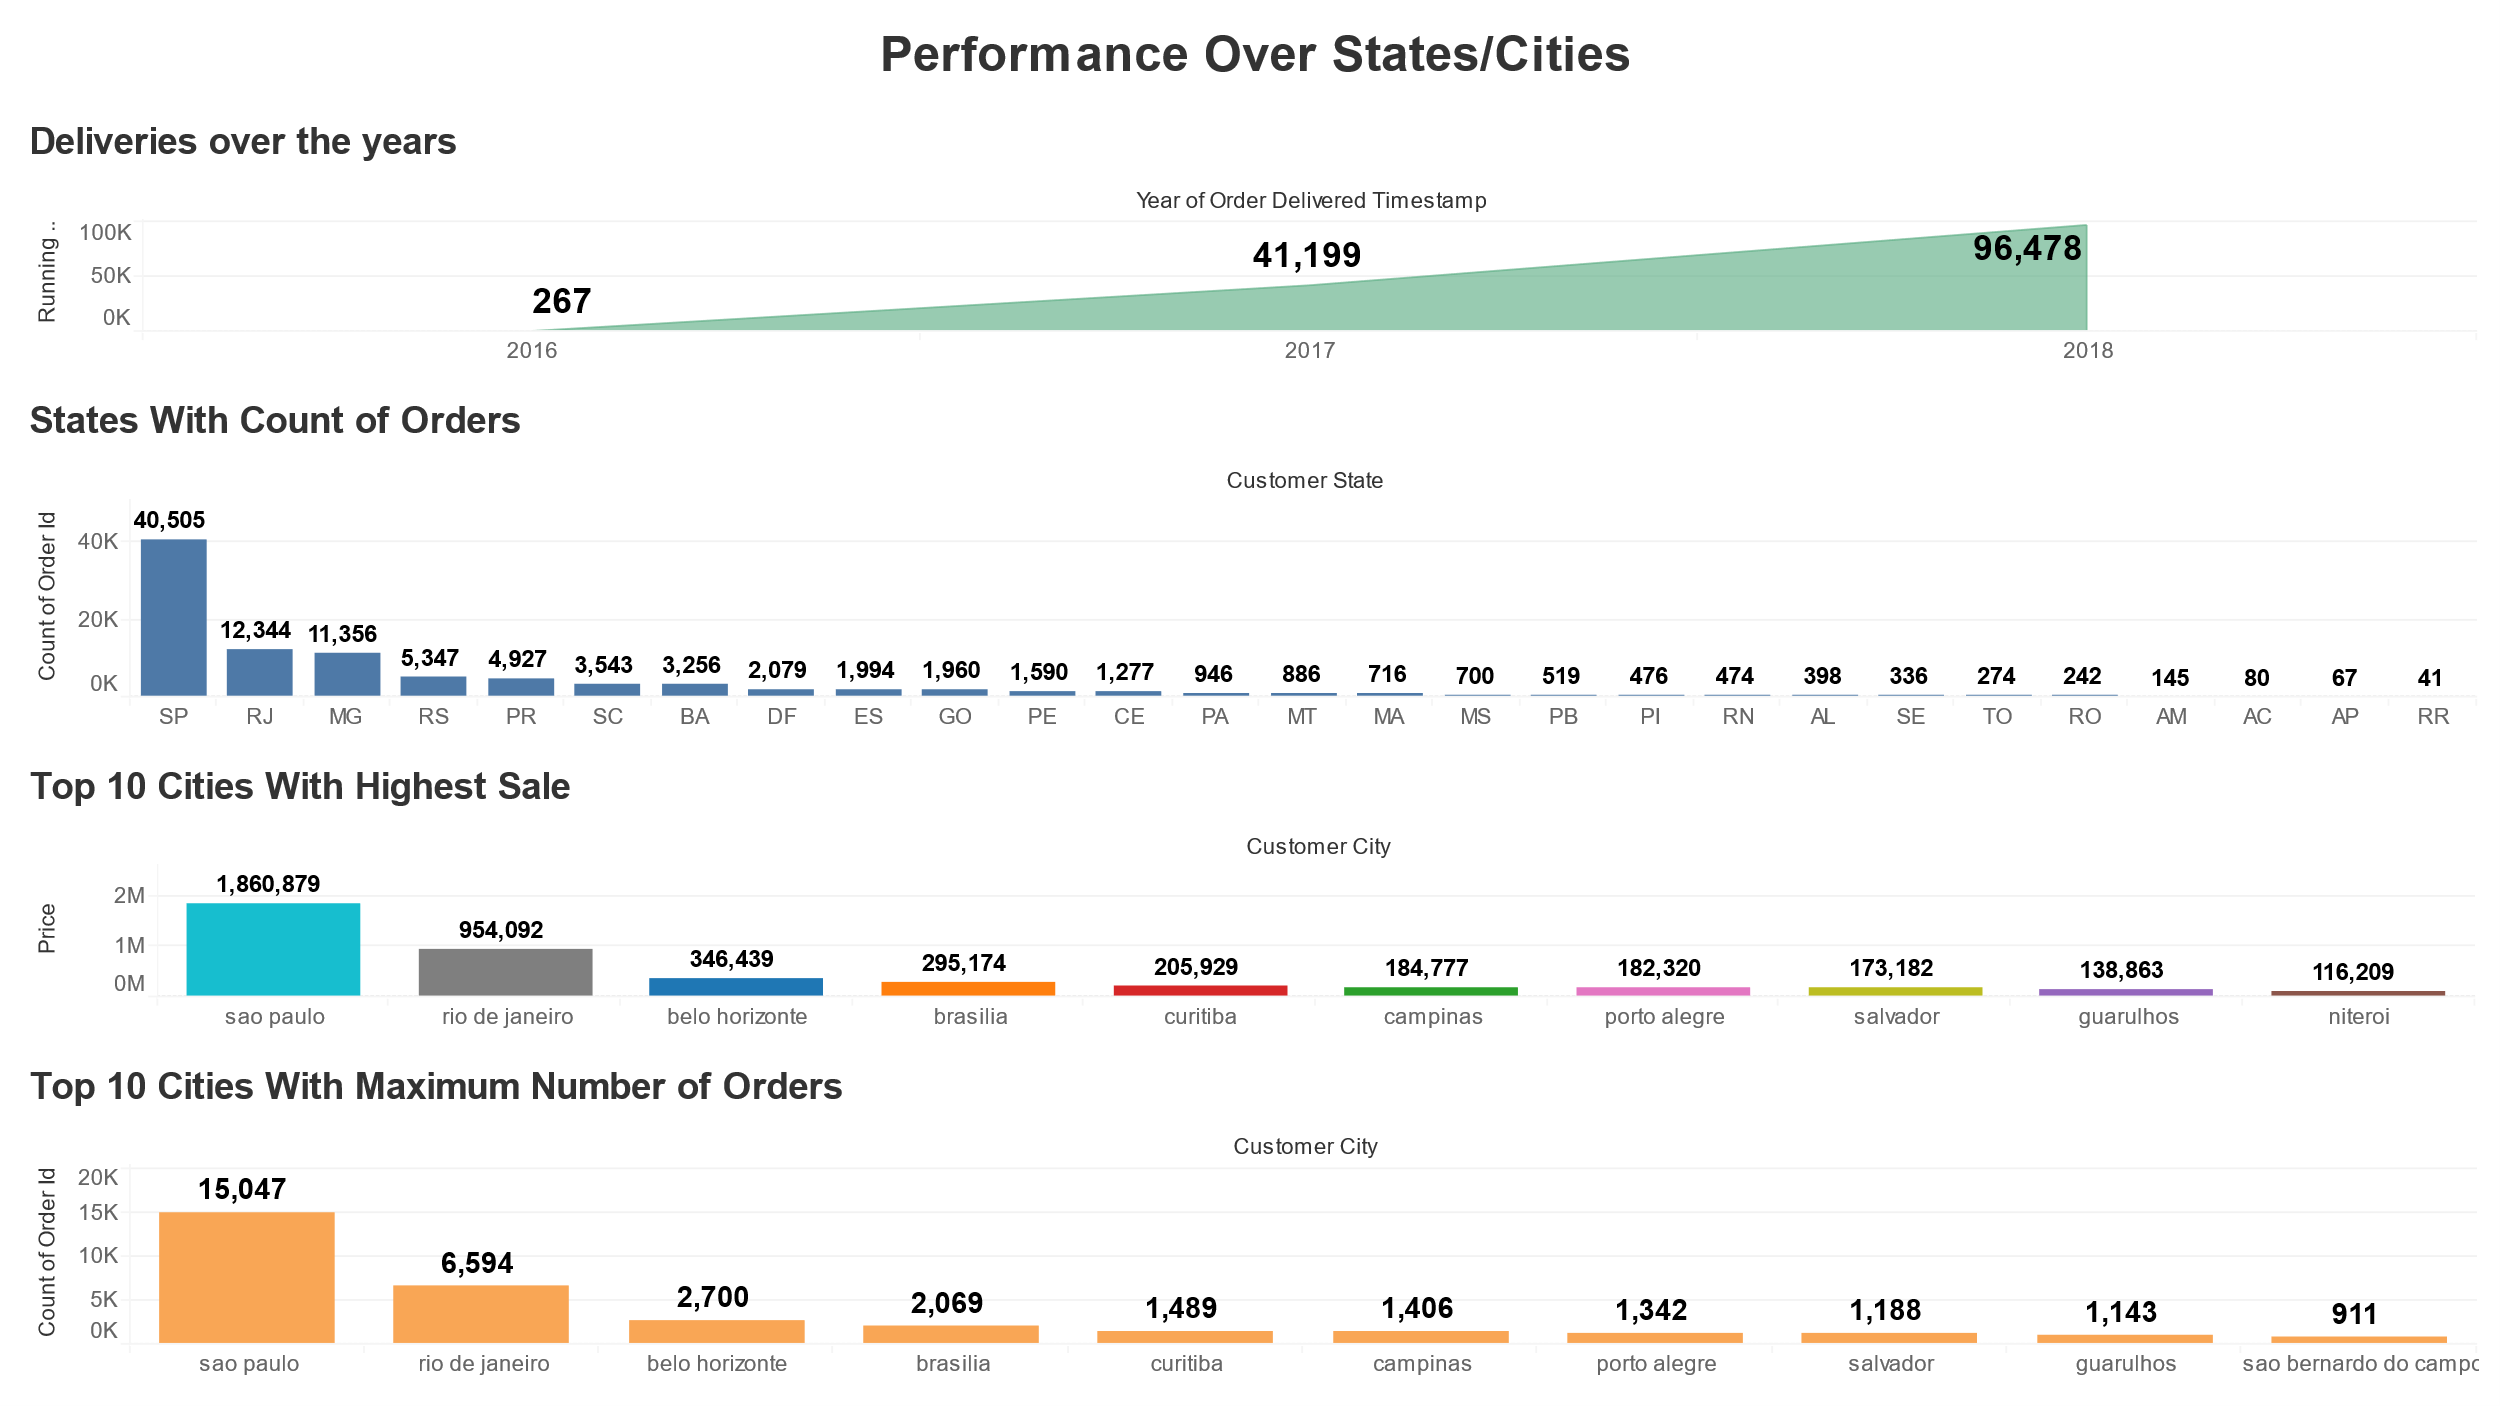 Performance Over States/Cities
Deliveries over the years
Year of Order Delivered Timestamp
Running ..
100K
50K
0K
267
41,199
96,478
2016 2017 2018
States With Count of Orders
Customer State
Count of Order Id
40K
20K
0K
40,505 12,344 11,356 5,347 4,927 3,543 3,256 2,079 1,994 1,960 1,590 1,277 946 886 716 700 519 476 474 398 336 274 242 145 80 67 41
SP RJ MG RS PR SC BA DF ES GO PE CE PA MT MA MS PB PI RN AL SE TO RO AM AC AP RR
Top 10 Cities With Highest Sale
Customer City
Price
2M
1M
0M
1,860,879 954,092 346,439 295,174 205,929 184,777 182,320 173,182 138,863 116,209
sao paulo rio de janeiro belo horizonte brasilia curitiba campinas porto alegre salvador guarulhos niteroi
Top 10 Cities With Maximum Number of Orders
Customer City
Count of Order Id
20K
15K
10K
5K
0K
15,047 6,594 2,700 2,069 1,489 1,406 1,342 1,188 1,143 911
sao paulo rio de janeiro belo horizonte brasilia curitiba campinas porto alegre salvador guarulhos sao bernardo do campo